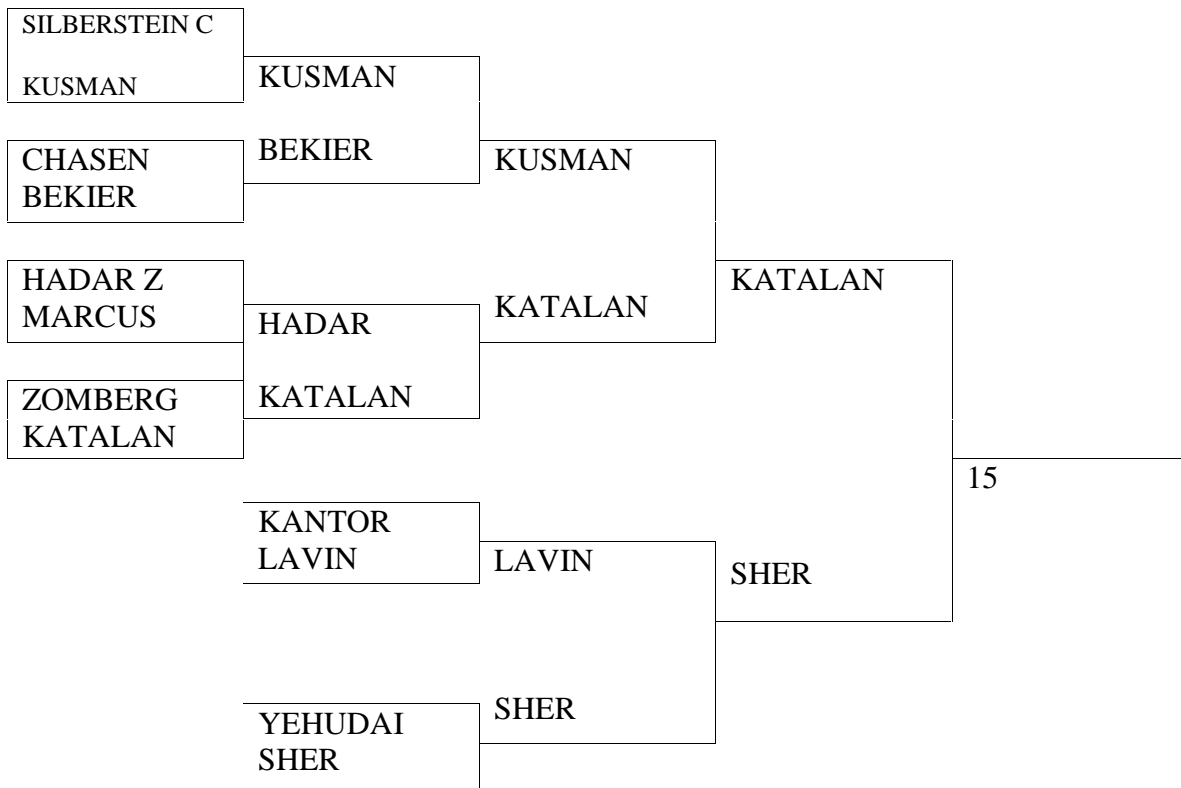 SILBERSTEIN C
KUSMAN
CHASEN
BEKIER
HADAR Z
MARCUS
ZOMBERG
KATALAN
KUSMAN
BEKIER
HADAR
KATALAN
KANTOR
LAVIN
YEHUDAI
SHER
KUSMAN
KATALAN
LAVIN
SHER
KATALAN
SHER
15